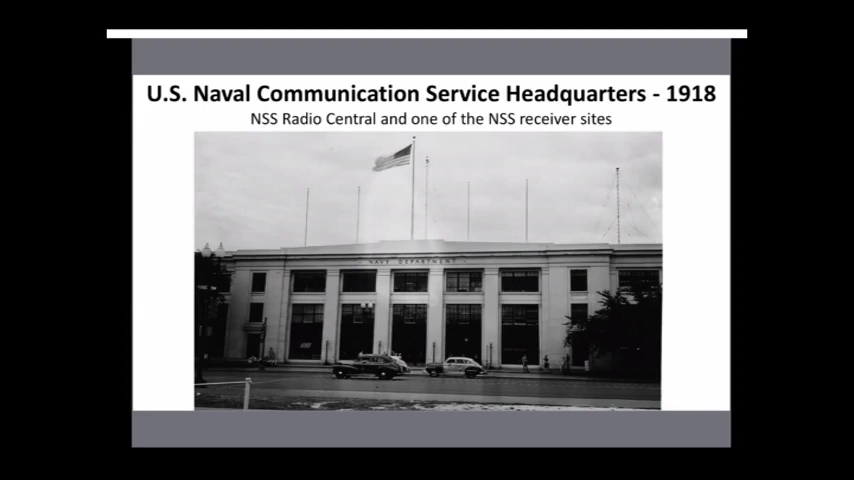 U.S. Naval Communication Service Headquarters - 1918
NSS Radio Central and one of the NSS receiver sites
NAVY DEPARTMENT